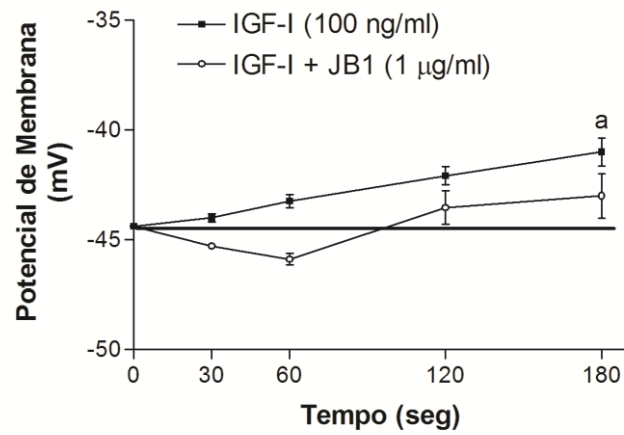 -35
IGF-I (100 ng/ml)
IGF-I + JB1 (1 μg/ml)
a
-40
-45
-50
Potencial de Membrana
(mV)
0 30 60 120 180
Tempo (seg)